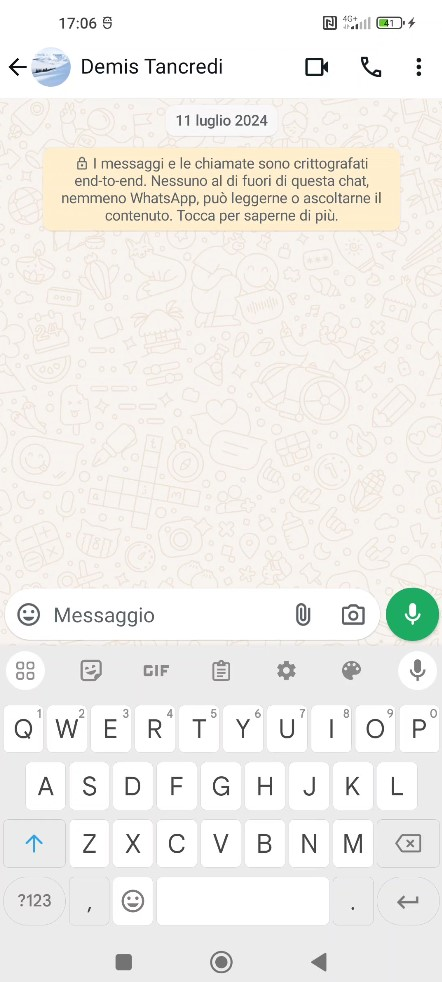 17:06
4G+
41
Demis Tancredi
11 luglio 2024
I messaggi e le chiamate sono crittografati
end-to-end. Nessuno al di fuori di questa chat,
nemmeno WhatsApp, può leggerne o ascoltarne il
contenuto. Tocca per saperne di più.
Messaggio
GIF
Q1 W2 E3 R4 T5 Y6 U7 I8 O9 P0
A S D F G H J K L
Z X C V B N M
?123 , .